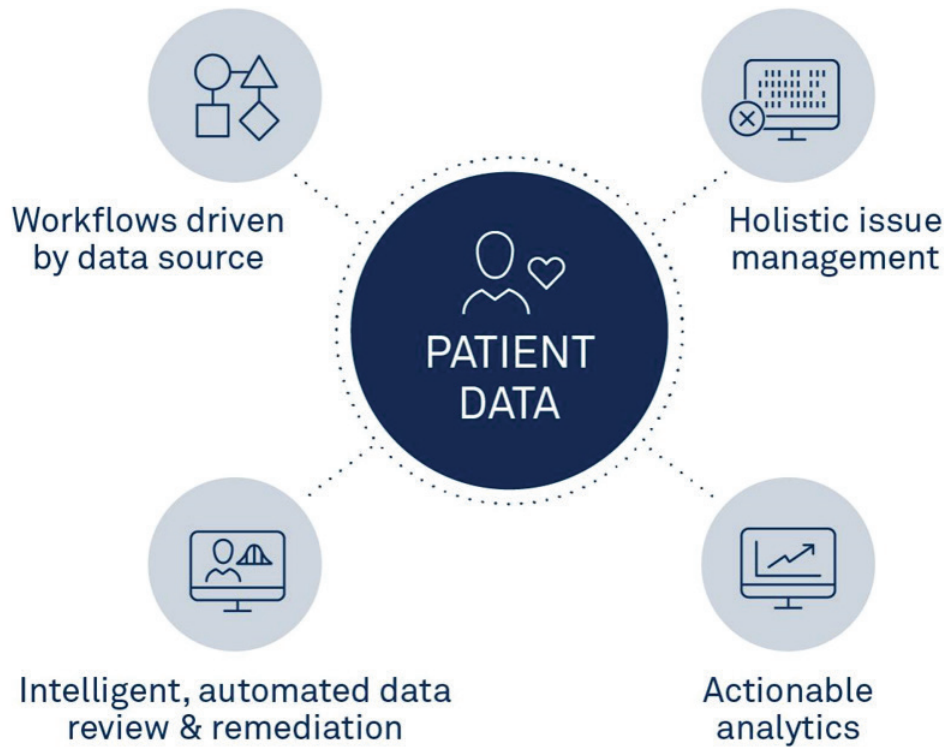 Workflows driven
by data source
Holistic issue
management
PATIENT
DATA
Intelligent, automated data
review & remediation
Actionable
analytics